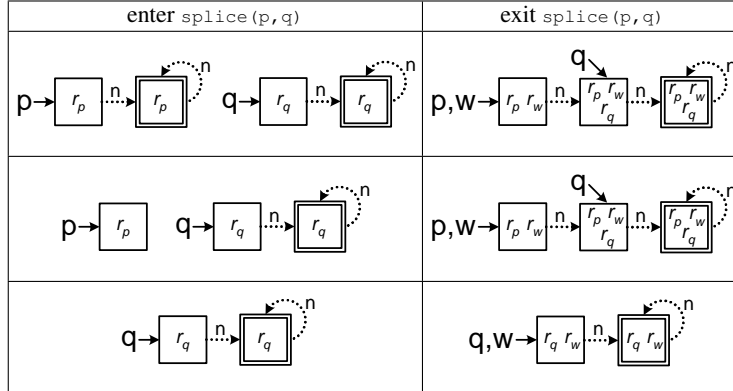 enter splice(p,q) exit splice(p,q)
p r_p n r_p n q r_q n r_q n p,w r_p r_w n q r_p r_w r_q n r_p r_w r_q n
p r_p q r_q n r_q n p,w r_p r_w n q r_p r_w r_q n r_p r_w r_q n
q r_q n r_q n q,w r_q r_w n r_q r_w n